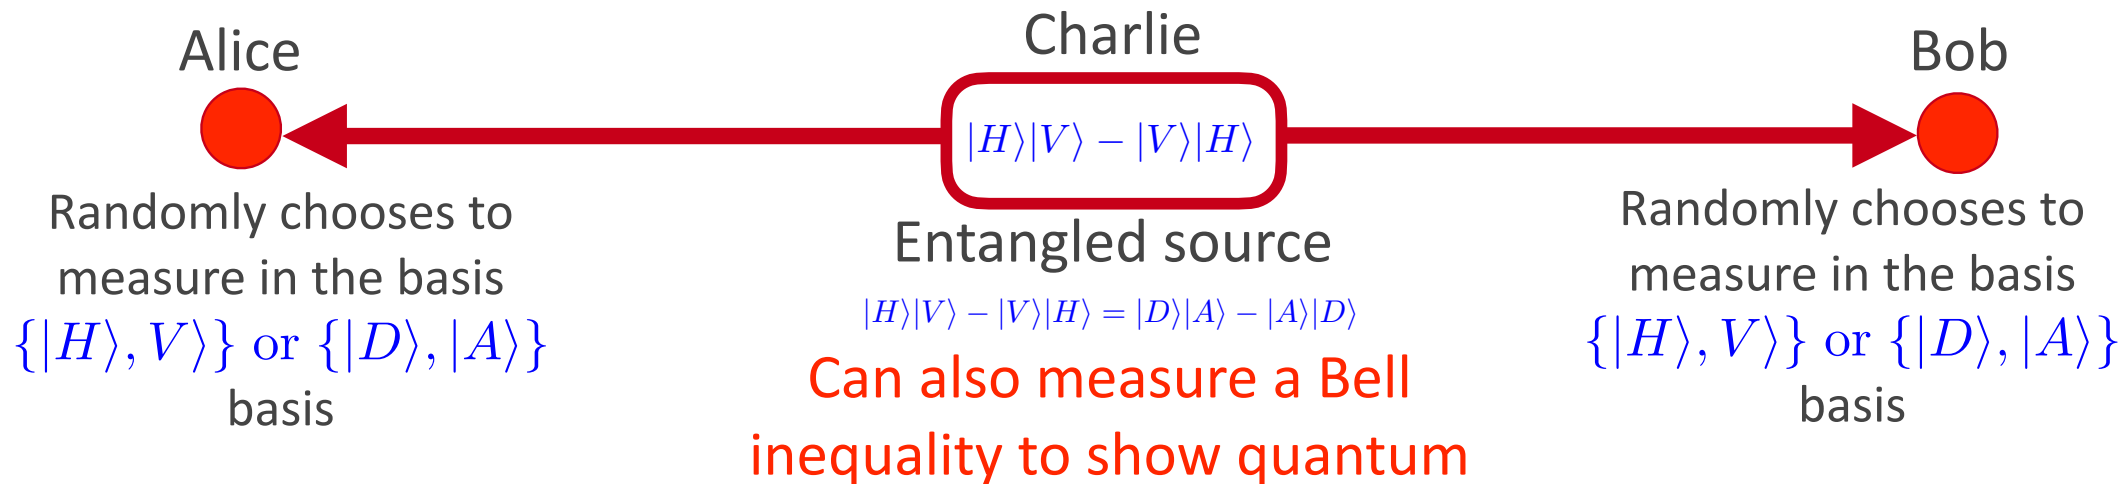 Alice
Randomly chooses to
measure in the basis
{|H⟩, V⟩} or {|D⟩, |A⟩}
basis
Charlie
|H⟩|V⟩ − |V⟩|H⟩
Entangled source
|H⟩|V⟩ − |V⟩|H⟩ = |D⟩|A⟩ − |A⟩|D⟩
Can also measure a Bell
inequality to show quantum
Bob
Randomly chooses to
measure in the basis
{|H⟩, V⟩} or {|D⟩, |A⟩}
basis